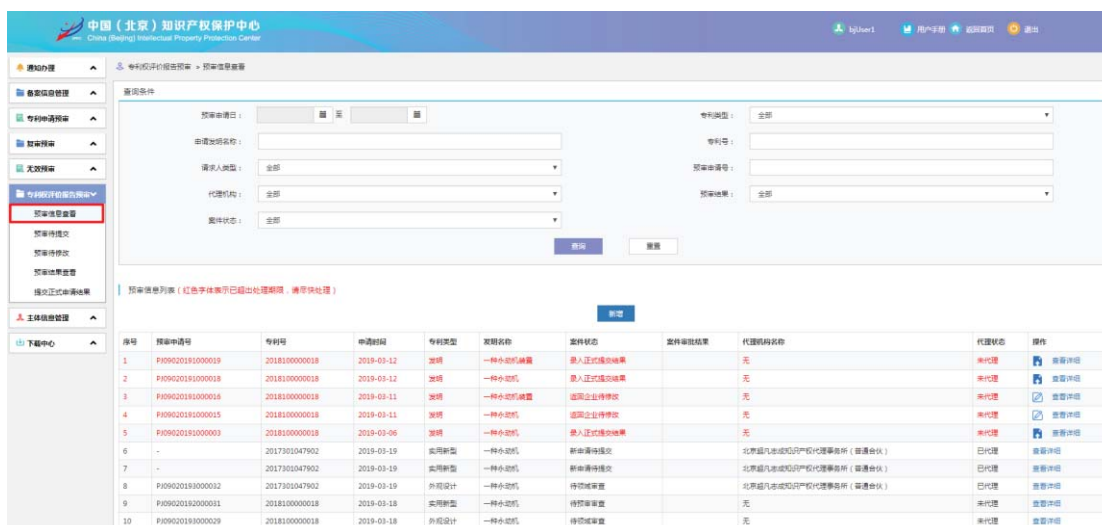 中国（北京）知识产权保护中心
China (Beijing) Intellectual Property Protection Center
bjUser1 用户手册 返回首页 退出
通知办理
备案信息管理
专利申请预审
复审预审
无效预审
专利权评价报告预审
预审信息查看
预审待提交
预审待修改
预审结果查看
提交正式申请结果
主体信息管理
下载中心
专利权评价报告预审 > 预审信息查看
查询条件
预审申请日： 至 专利类型： 全部
申请发明名称： 专利号：
请求人类型： 全部 预审申请号：
代理机构： 全部 预审结果： 全部
案件状态： 全部
查询 重置
预审信息列表（红色字体表示已超出处理期限，请尽快处理）
新增
序号 预审申请号 专利号 申请时间 专利类型 发明名称 案件状态 案件审批结果 代理机构名称 代理状态 操作
1 PJ09020191000019 2018100000018 2019-03-12 发明 一种小动机装置 录入正式提交结果 无 未代理 查看详细
2 PJ09020191000018 2018100000018 2019-03-12 发明 一种小动机 录入正式提交结果 无 未代理 查看详细
3 PJ09020191000016 2018100000018 2019-03-11 发明 一种小动机装置 返回企业待修改 无 未代理 查看详细
4 PJ09020191000015 2018100000018 2019-03-11 发明 一种小动机 返回企业待修改 无 未代理 查看详细
5 PJ09020191000003 2018100000018 2019-03-06 发明 一种小动机 录入正式提交结果 无 未代理 查看详细
6 - 2017301047902 2019-03-19 实用新型 一种小动机 新申请待提交 北京超凡志成知识产权代理事务所（普通合伙） 已代理 查看详细
7 - 2017301047902 2019-03-19 实用新型 一种小动机 新申请待提交 北京超凡志成知识产权代理事务所（普通合伙） 已代理 查看详细
8 PJ09020193000032 2017301047902 2019-03-19 外观设计 一种小动机 待领域审查 北京超凡志成知识产权代理事务所（普通合伙） 已代理 查看详细
9 PJ09020192000031 2018100000018 2019-03-18 实用新型 一种小动机 待预审审查 无 未代理 查看详细
10 PJ09020193000029 2018100000018 2019-03-18 外观设计 一种小动机 待领域审查 无 未代理 查看详细